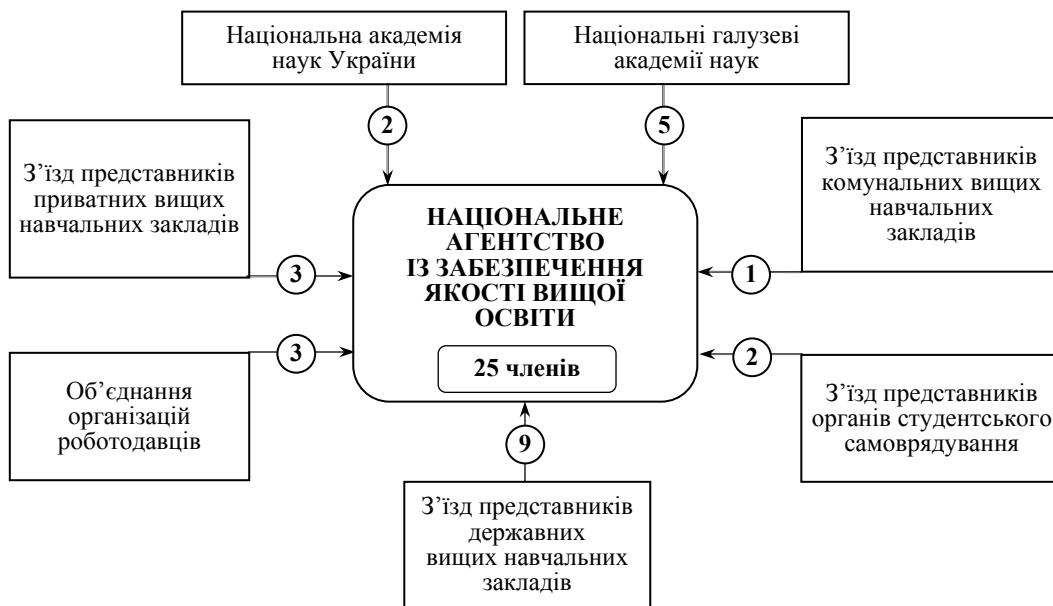 Національна академія
наук України
Національні галузеві
академії наук
2
5
З’їзд представників
приватних вищих
навчальних закладів
З’їзд представників
комунальних вищих
навчальних
закладів
НАЦІОНАЛЬНЕ
АГЕНТСТВО
ІЗ ЗАБЕЗПЕЧЕННЯ
ЯКОСТІ ВИЩОЇ
ОСВІТИ
3
1
3
2
25 членів
Об’єднання
організацій
роботодавців
З’їзд представників
органів студентського
самоврядування
9
З’їзд представників
державних
вищих навчальних
закладів